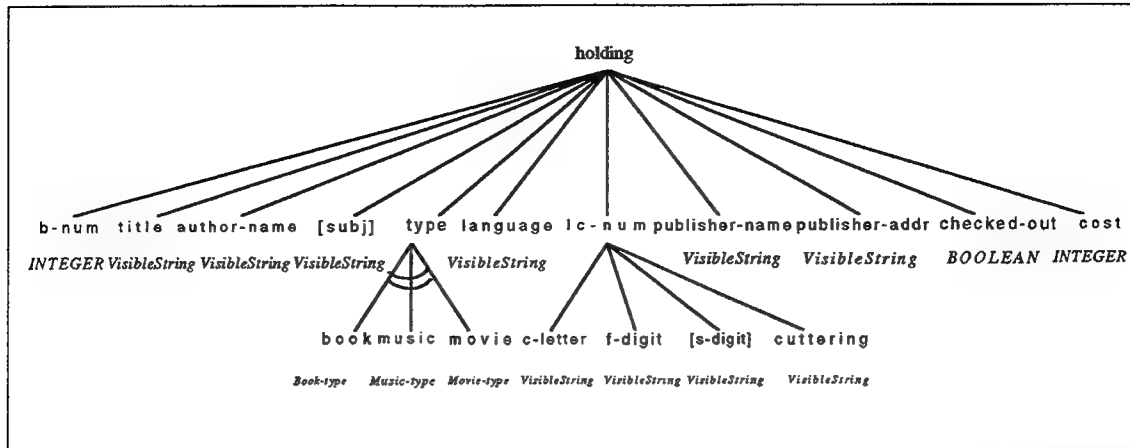 holding
b-num title author-name [subj] type language lc-num publisher-name publisher-addr checked-out cost
INTEGER VisibleString VisibleString VisibleString VisibleString VisibleString VisibleString BOOLEAN INTEGER
book music movie c-letter f-digit [s-digit] cuttering
Book-type Music-type Movie-type VisibleString VisibleString VisibleString VisibleString